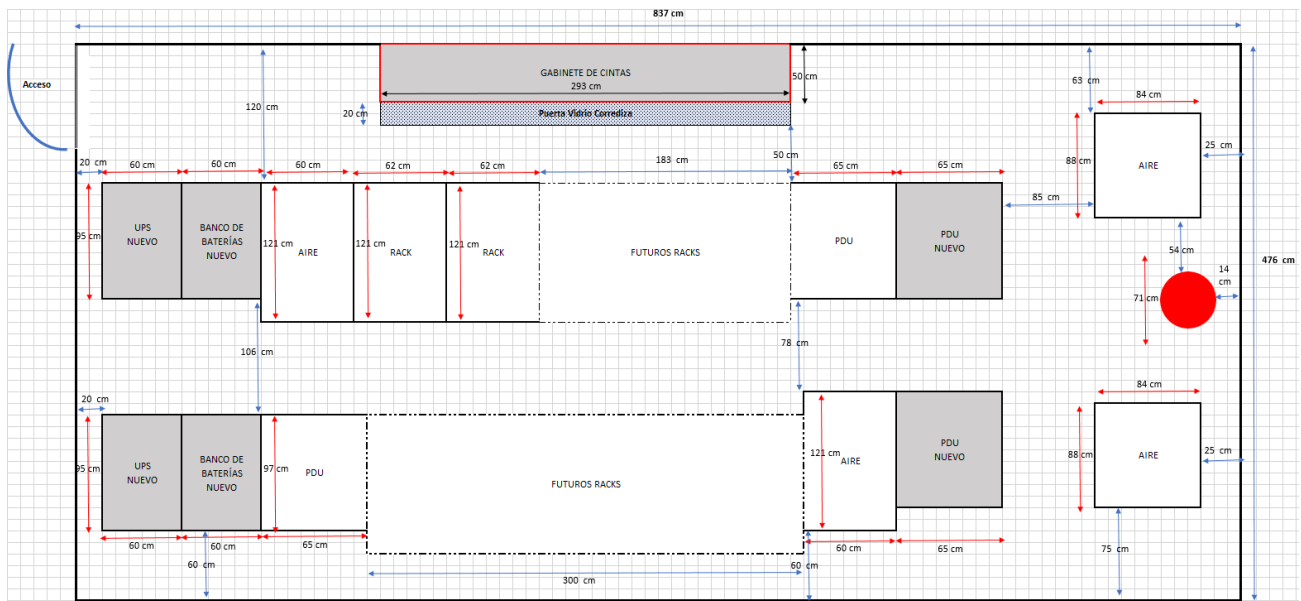 837 cm
Acceso
GABINETE DE CINTAS
293 cm
50 cm
Puerta Vidrio Corrediza
20 cm
120 cm
63 cm
84 cm
88 cm
AIRE
25 cm
20 cm
60 cm
60 cm
60 cm
62 cm
62 cm
183 cm
50 cm
65 cm
65 cm
85 cm
95 cm
UPS
NUEVO
BANCO DE
BATERÍAS
NUEVO
121 cm
AIRE
121 cm
RACK
121 cm
RACK
FUTUROS RACKS
PDU
PDU
NUEVO
54 cm
14
cm
71 cm
476 cm
106 cm
78 cm
20 cm
84 cm
95 cm
UPS
NUEVO
BANCO DE
BATERÍAS
NUEVO
97 cm
PDU
FUTUROS RACKS
121 cm
AIRE
PDU
NUEVO
88 cm
AIRE
25 cm
60 cm
60 cm
65 cm
60 cm
300 cm
60 cm
60 cm
65 cm
75 cm